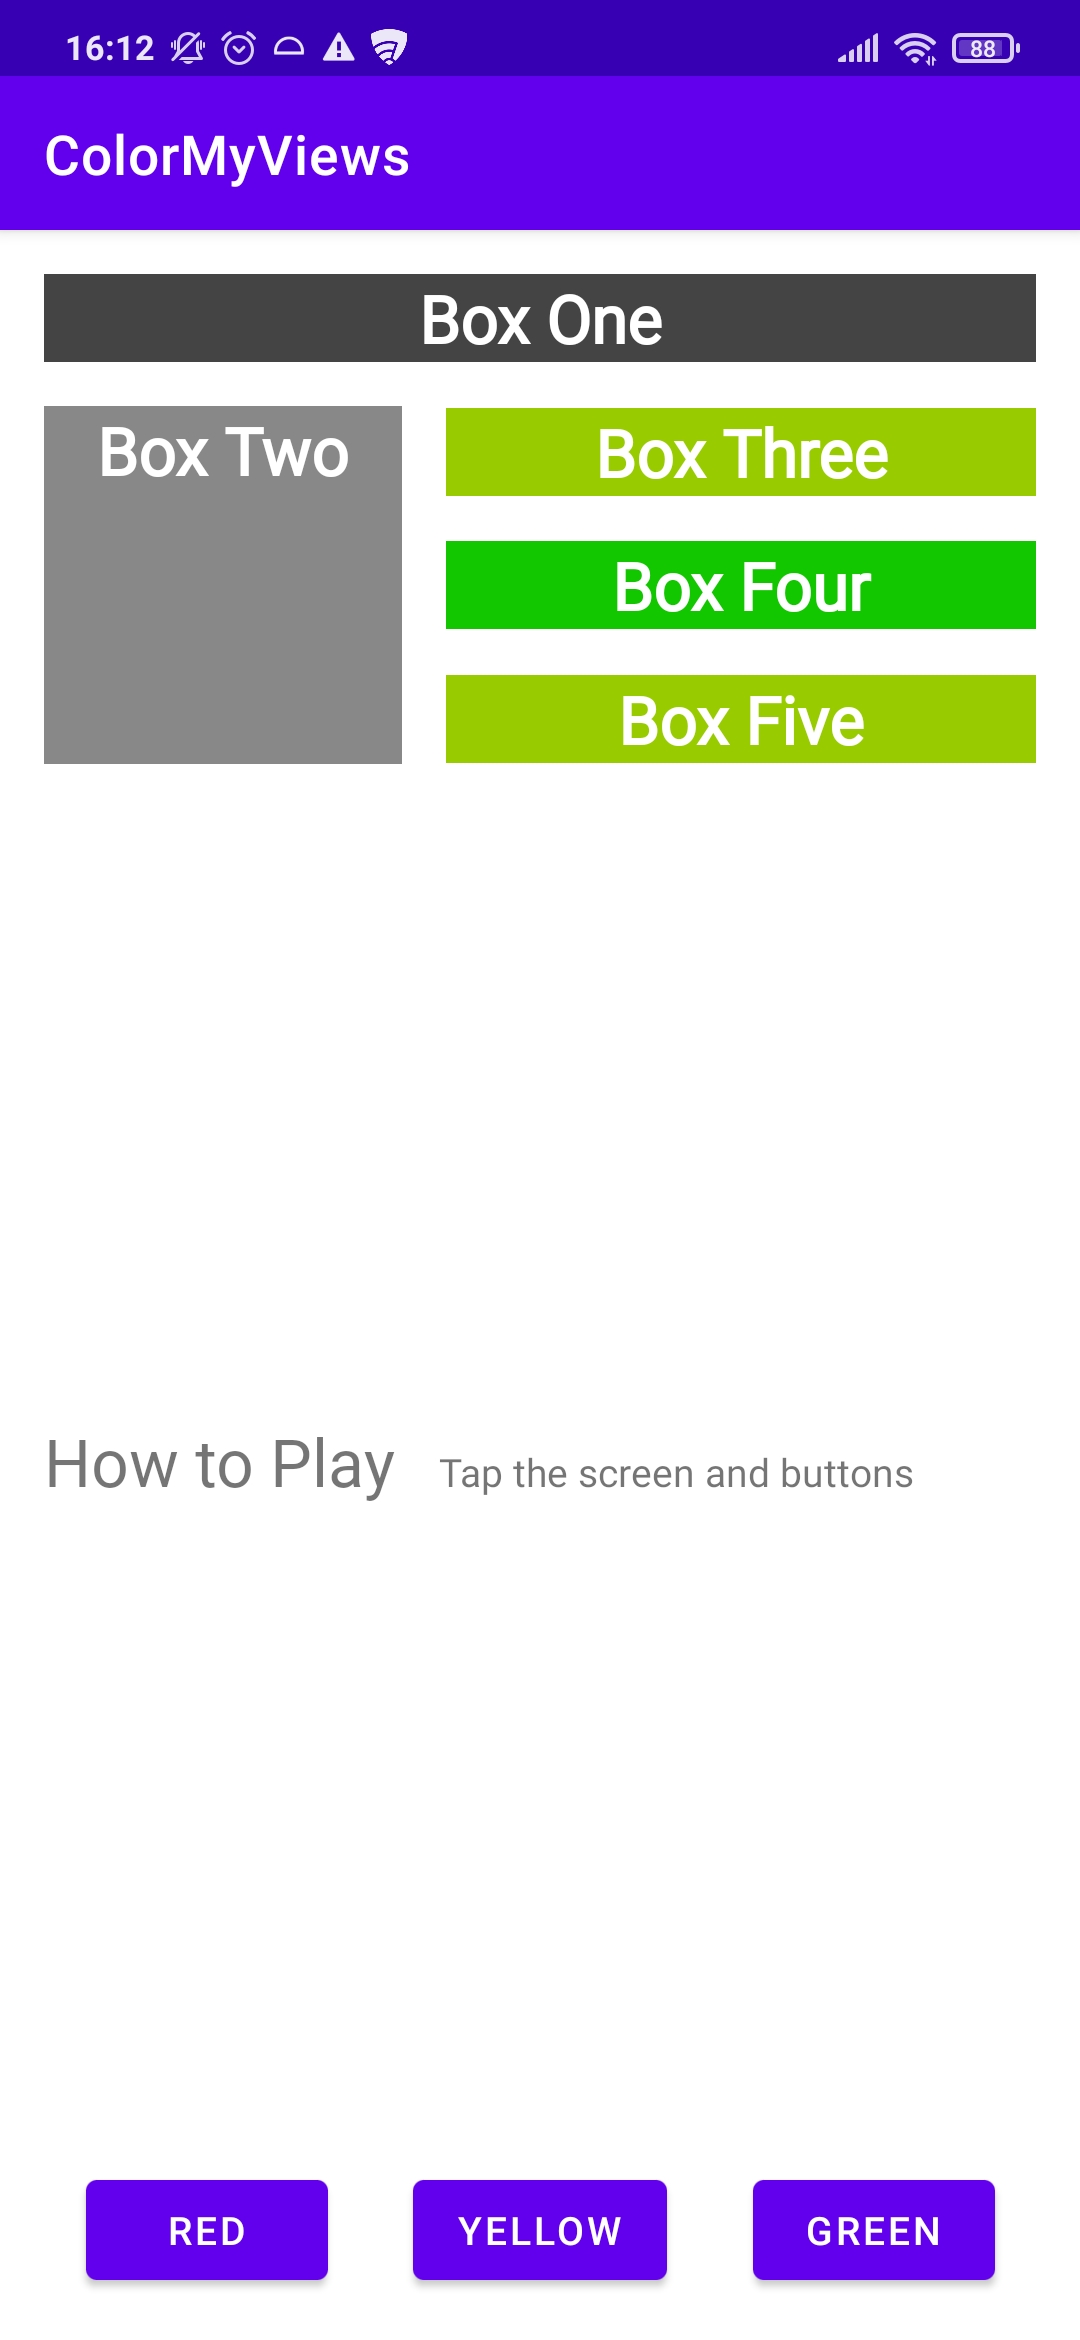 16:12 88
ColorMyViews
Box One
Box Two
Box Three
Box Four
Box Five
How to Play Tap the screen and buttons
RED YELLOW GREEN